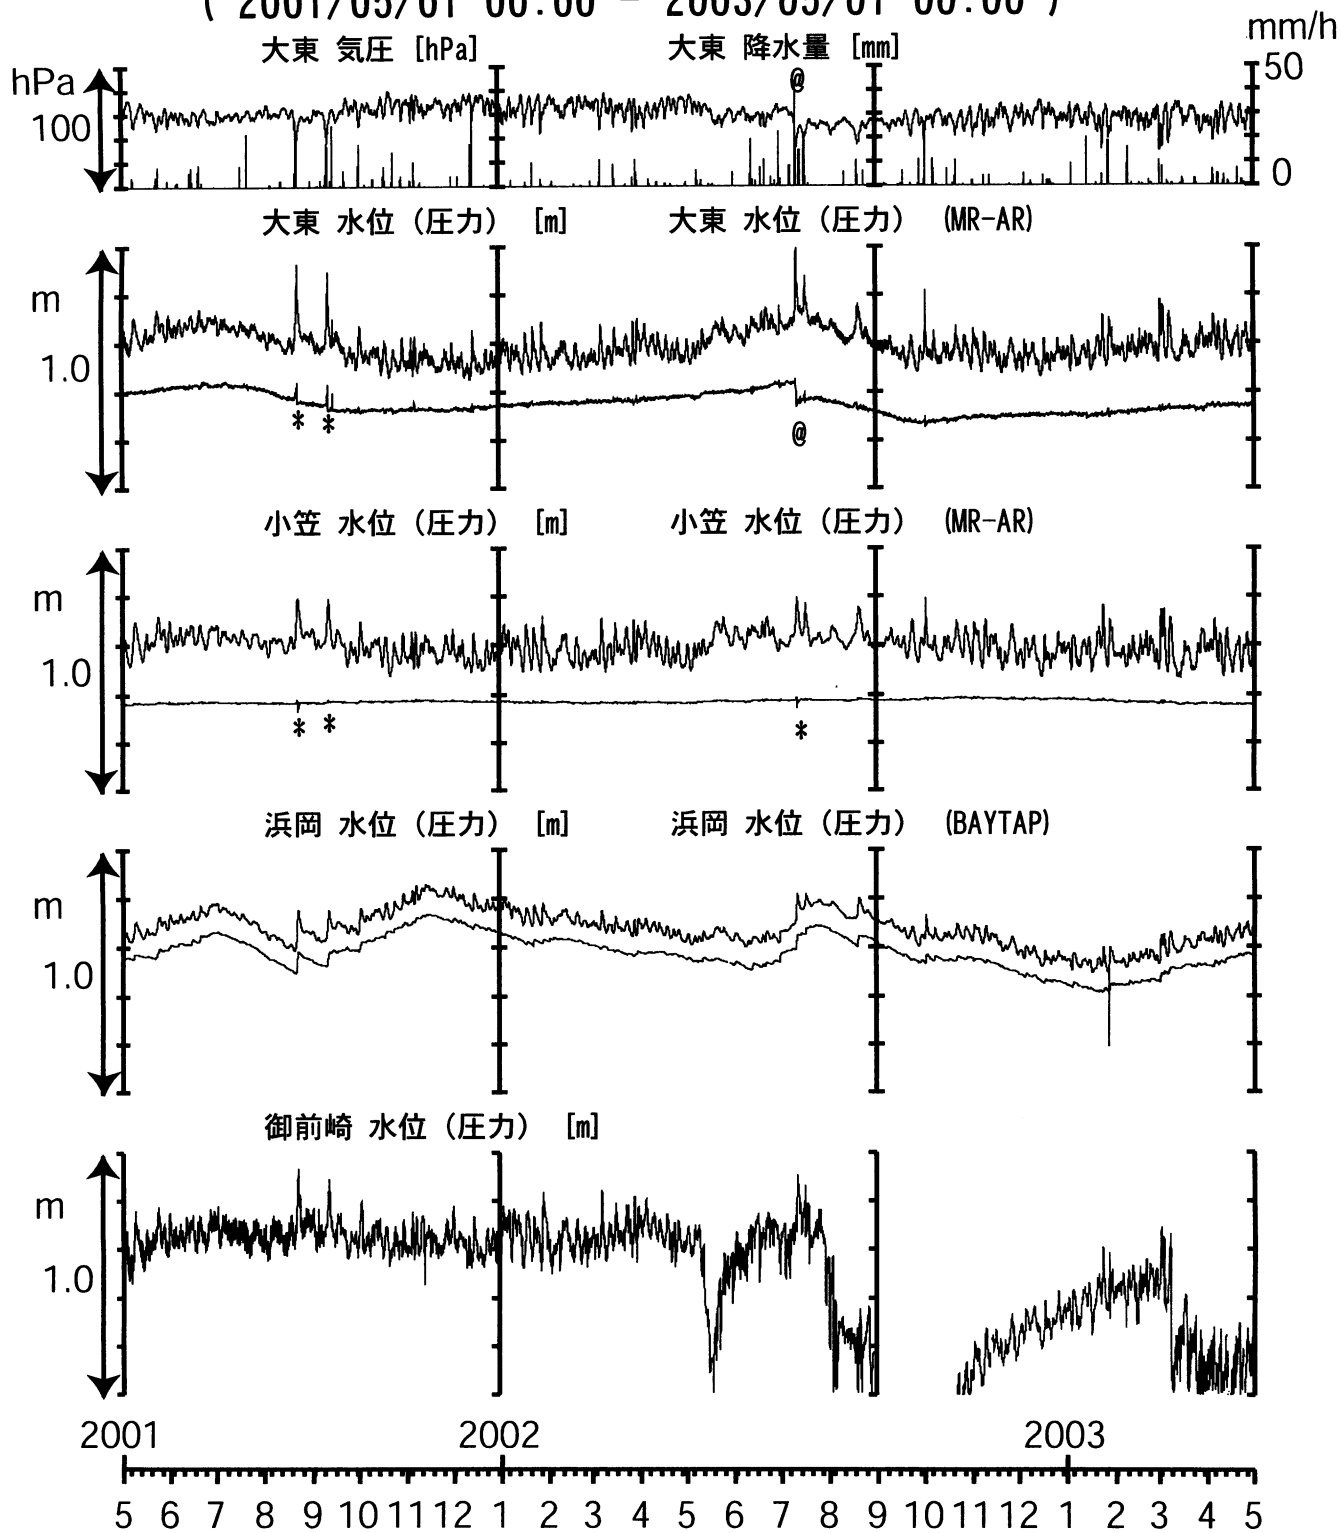 ( 2001/05/01 00:00 - 2003/05/01 00:00 )
mm/h
大東 気圧 [hPa] 大東 降水量 [mm]
hPa @ 50
100
0
大東 水位（圧力） [m] 大東 水位（圧力） (MR-AR)
m
1.0
* * @
小笠 水位（圧力） [m] 小笠 水位（圧力） (MR-AR)
m
1.0
* * *
浜岡 水位（圧力） [m] 浜岡 水位（圧力） (BAYTAP)
m
1.0
御前崎 水位（圧力） [m]
m
1.0
2001 2002 2003
5 6 7 8 9 10 11 12 1 2 3 4 5 6 7 8 9 10 11 12 1 2 3 4 5